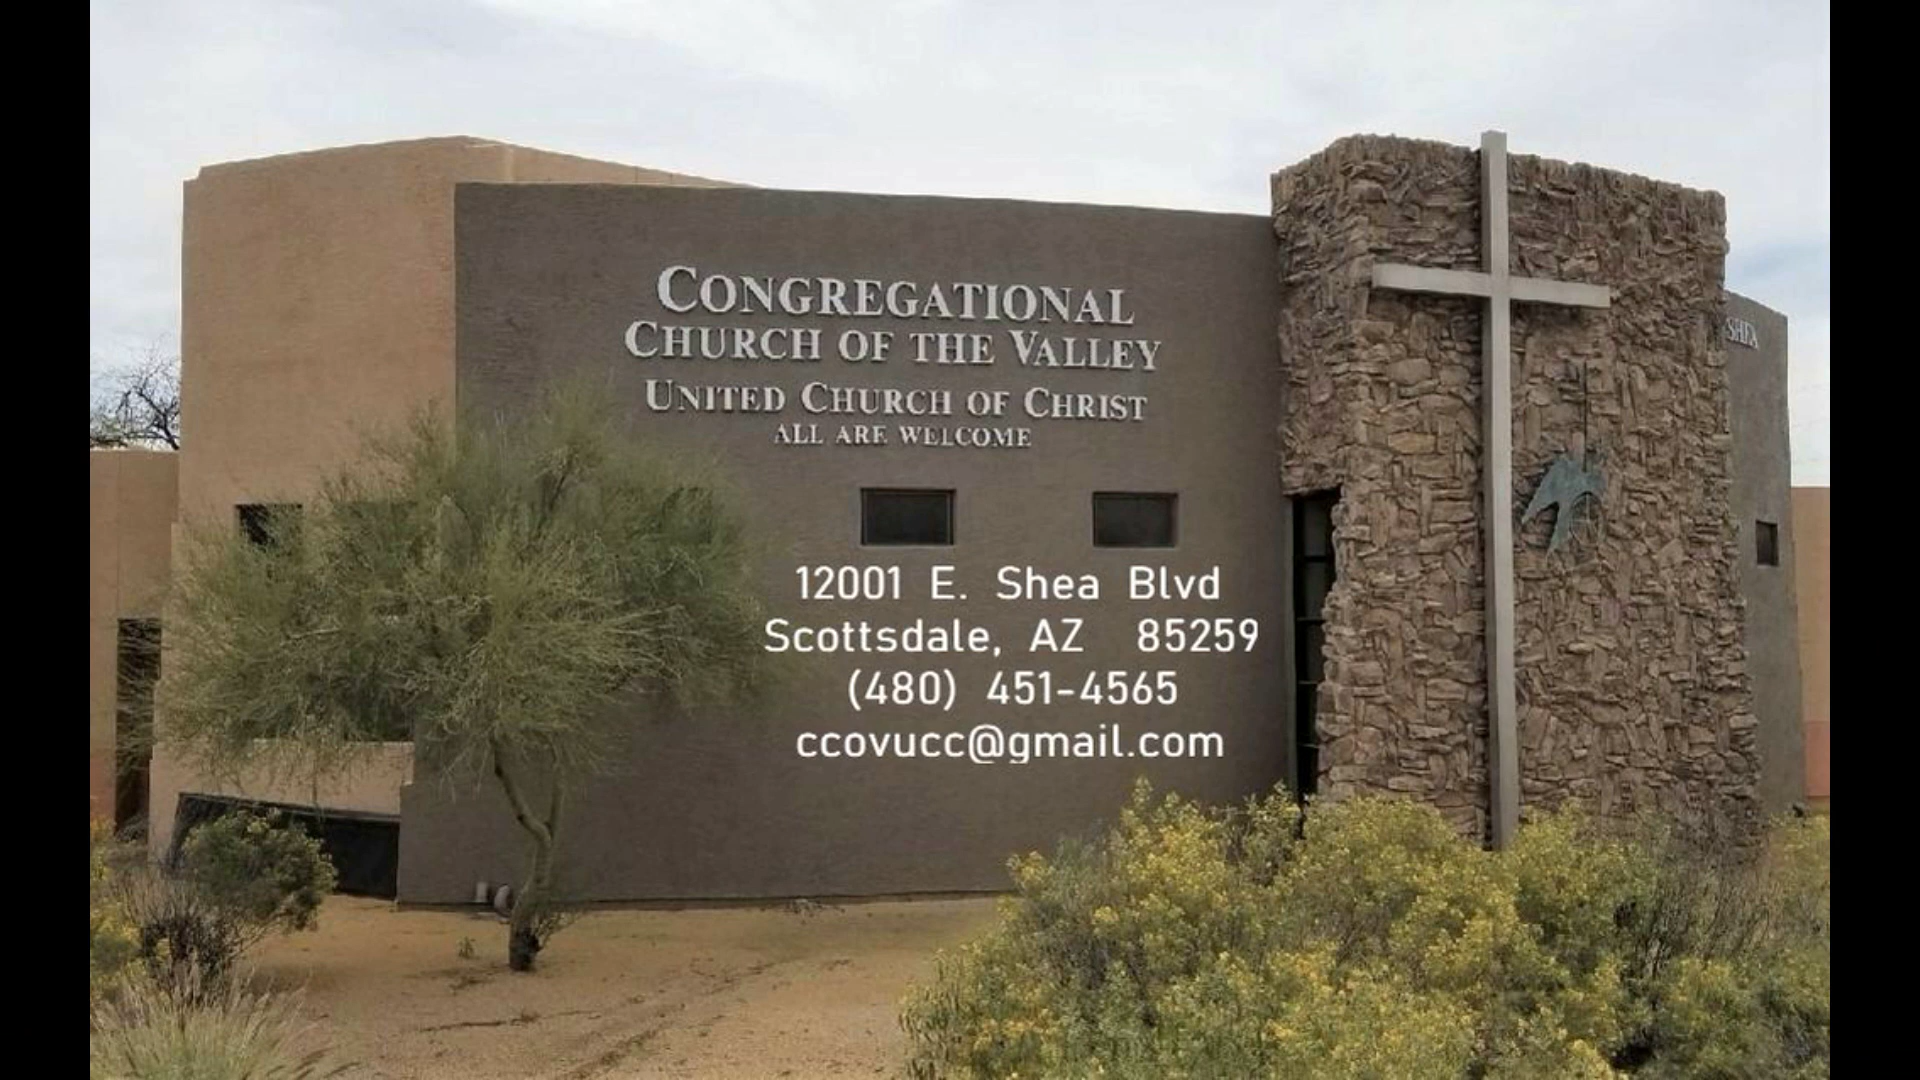 CONGREGATIONAL
CHURCH OF THE VALLEY
UNITED CHURCH OF CHRIST
ALL ARE WELCOME
SHEA
12001 E. Shea Blvd
Scottsdale, AZ 85259
(480) 451-4565
ccovucc@gmail.com